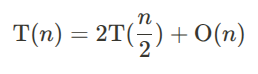 T(n) = 2T(n/2) + O(n)